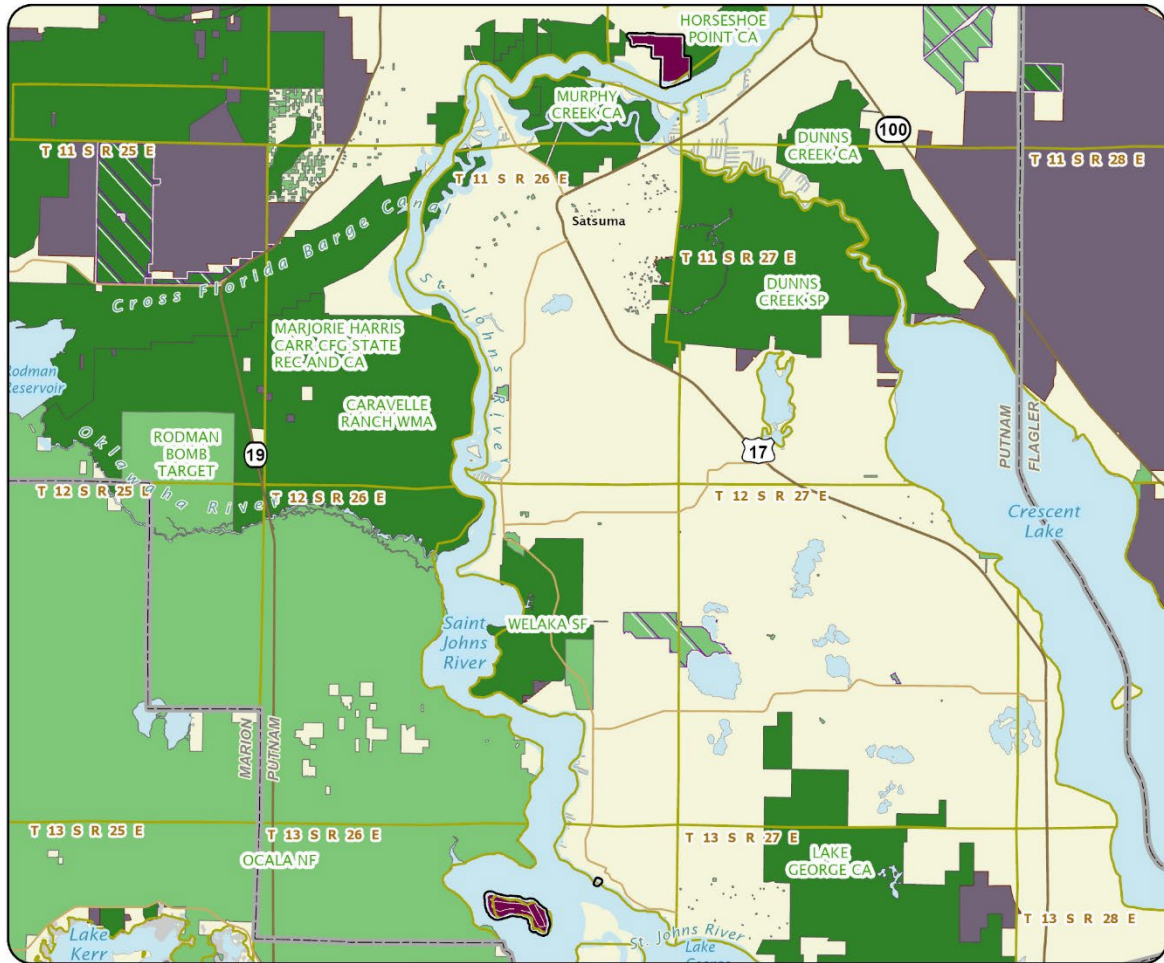 HORSESHOE
POINT CA
MURPHY
CREEK CA
100
DUNNS
CREEK CA
T 11 S R 25 E
T 11 S R 28 E
T 11 S R 26 E
Satsuma
Cross Florida Barge Canal
T 11 S R 27 E
DUNNS
CREEK SP
St. Johns River
MARJORIE HARRIS
CARR CFG STATE
REC AND CA
Rodman
Reservoir
CARAVELLE
RANCH WMA
PUTNAM
FLAGLER
RODMAN
BOMB
TARGET
Oklawaha River
19
17
T 12 S R 25 E
T 12 S R 26 E
T 12 S R 27 E
Crescent
Lake
Saint
Johns
River
WELAKA SF
MARION
PUTNAM
T 13 S R 25 E
T 13 S R 26 E
T 13 S R 27 E
OCALA NF
LAKE
GEORGE CA
T 13 S R 28 E
Lake
Kerr
St. Johns River
Lake